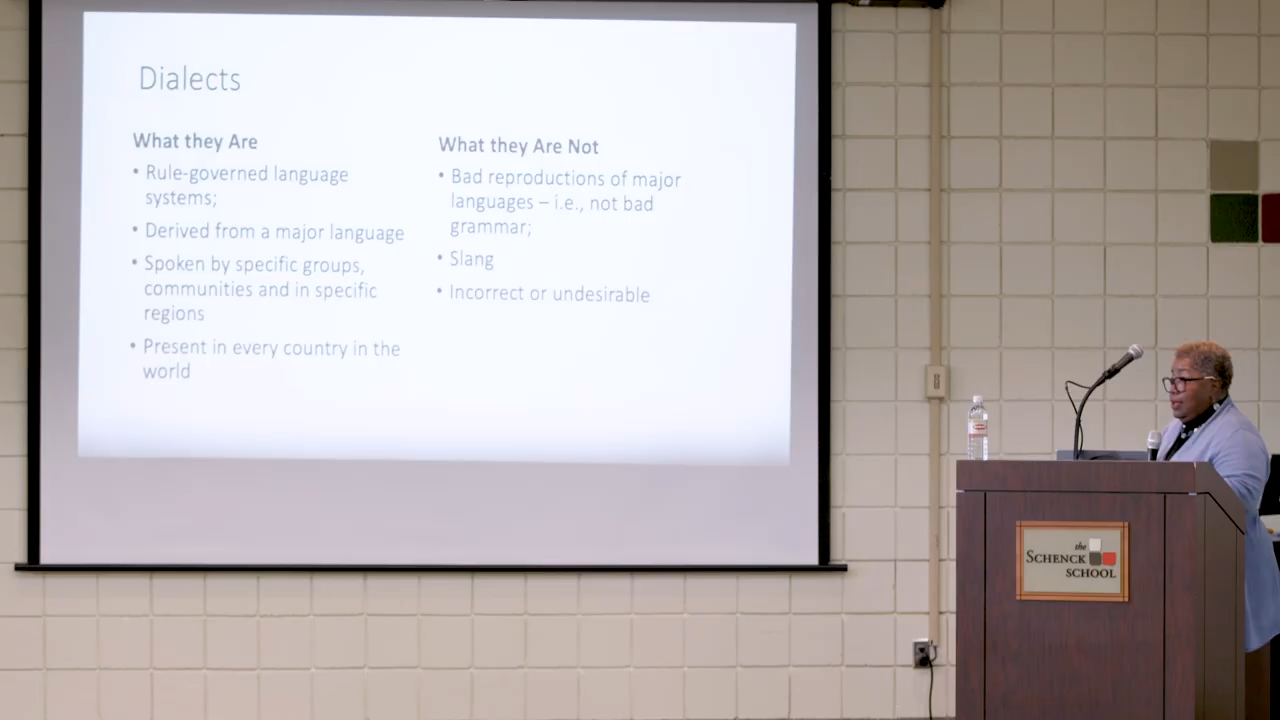 Dialects
What they Are
• Rule-governed language
systems;
• Derived from a major language
• Spoken by specific groups,
communities and in specific
regions
• Present in every country in the
world
What they Are Not
• Bad reproductions of major
languages – i.e., not bad
grammar;
• Slang
• Incorrect or undesirable
the
SCHENCK
SCHOOL